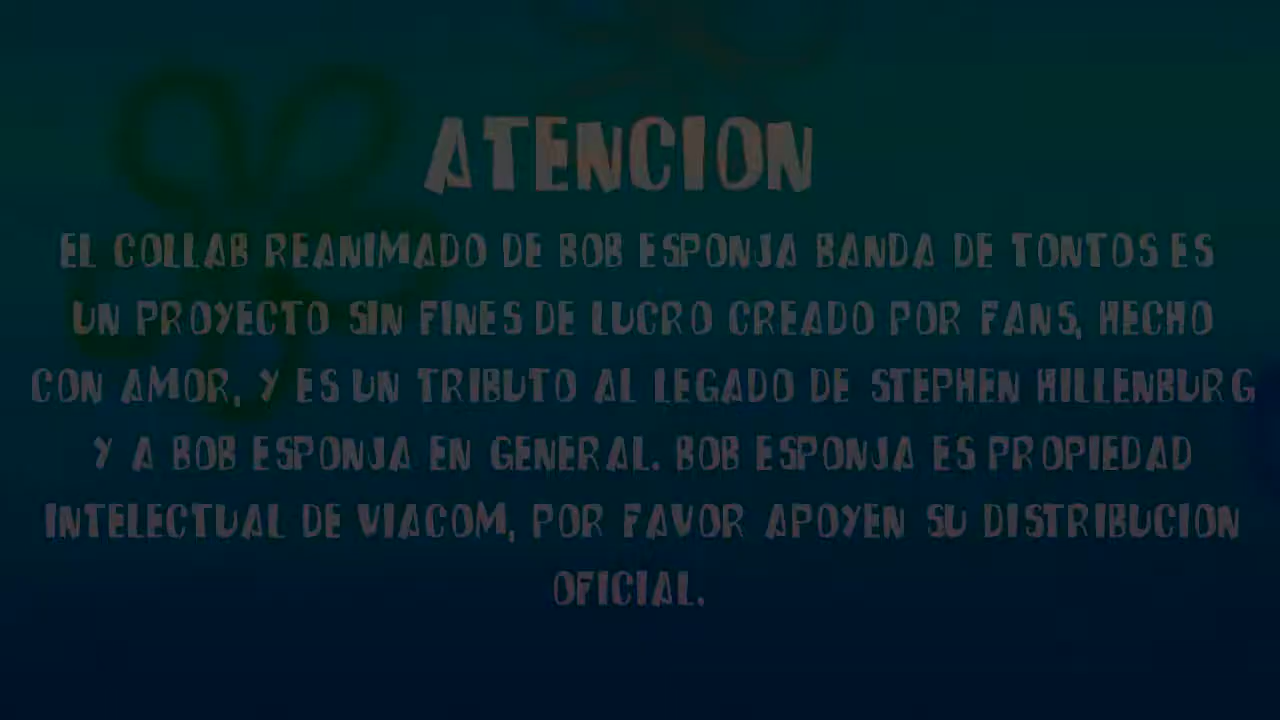 ATENCION
EL COLLAB REANIMADO DE BOB ESPONJA BANDA DE TONTOS ES
UN PROYECTO SIN FINES DE LUCRO CREADO POR FANS, HECHO
CON AMOR, Y ES UN TRIBUTO AL LEGADO DE STEPHEN HILLENBURG
Y A BOB ESPONJA EN GENERAL. BOB ESPONJA ES PROPIEDAD
INTELECTUAL DE VIACOM, POR FAVOR APOYEN SU DISTRIBUCION
OFICIAL.